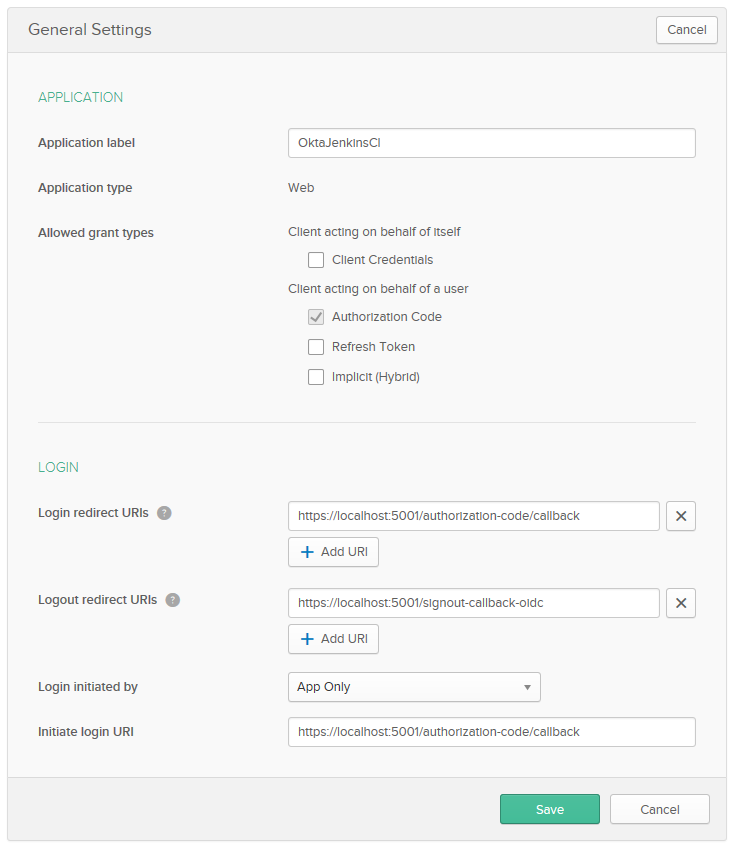 General Settings
Cancel
APPLICATION
Application label
OktaJenkinsCI
Application type
Web
Allowed grant types
Client acting on behalf of itself
Client Credentials
Client acting on behalf of a user
Authorization Code
Refresh Token
Implicit (Hybrid)
LOGIN
Login redirect URIs ?
https://localhost:5001/authorization-code/callback
+ Add URI
Logout redirect URIs ?
https://localhost:5001/signout-callback-oidc
+ Add URI
Login initiated by
App Only
Initiate login URI
https://localhost:5001/authorization-code/callback
Save
Cancel